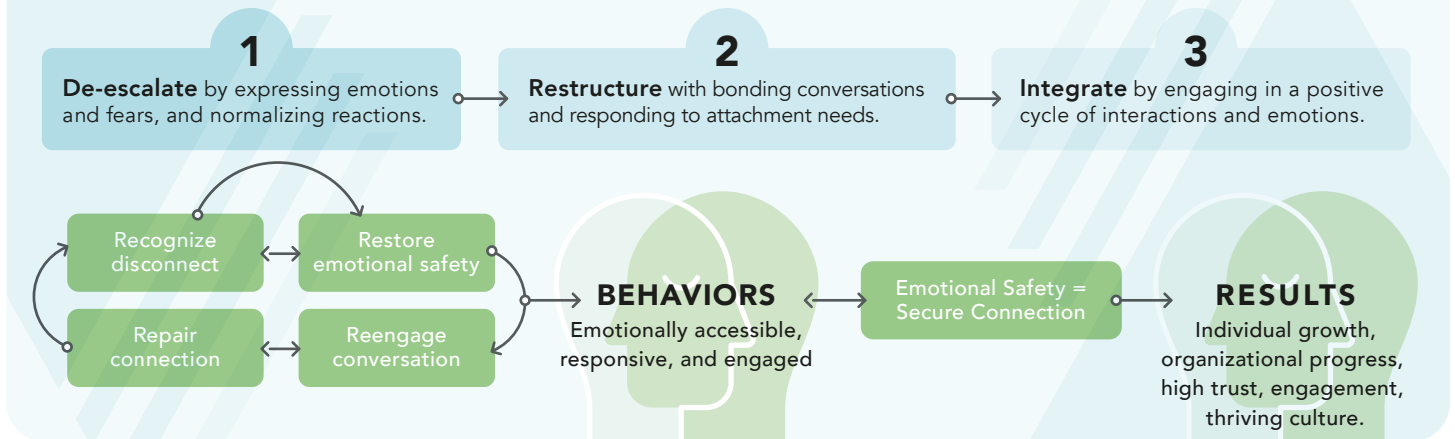 1
De-escalate by expressing emotions
and fears, and normalizing reactions.
2
Restructure with bonding conversations
and responding to attachment needs.
3
Integrate by engaging in a positive
cycle of interactions and emotions.
Recognize
disconnect
Restore
emotional safety
Repair
connection
Reengage
conversation
BEHAVIORS
Emotionally accessible,
responsive, and engaged
Emotional Safety =
Secure Connection
RESULTS
Individual growth,
organizational progress,
high trust, engagement,
thriving culture.